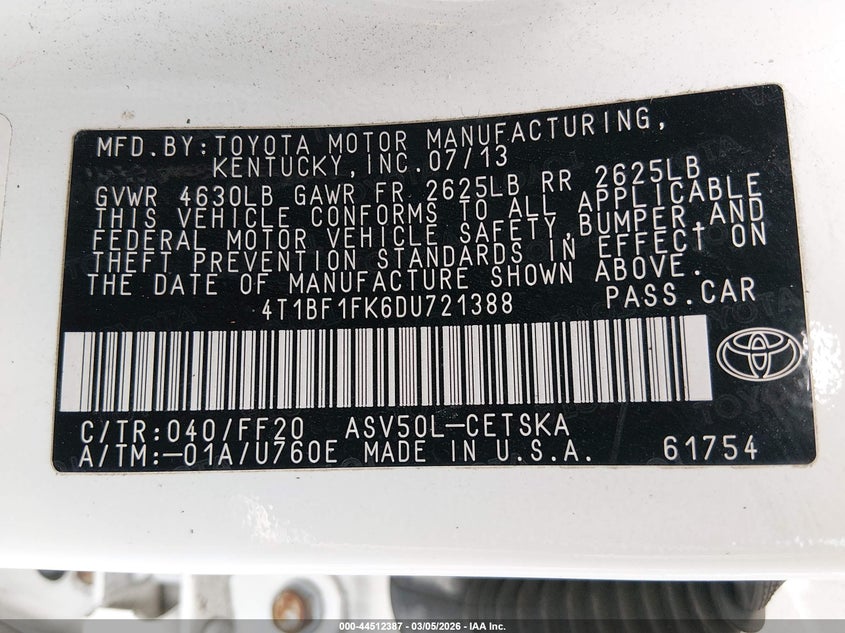 MFD.BY:TOYOTA MOTOR MANUFACTURING,
KENTUCKY,INC.07/13
GVWR 4630LB GAWR FR 2625LB RR 2625LB
THIS VEHICLE CONFORMS TO ALL APPLICABLE
FEDERAL MOTOR VEHICLE SAFETY,BUMPER,AND
THEFT PREVENTION STANDARDS IN EFFECT ON
THE DATE OF MANUFACTURE SHOWN ABOVE.
4T1BF1FK6DU721388 PASS.CAR
C/TR:040/FF20 ASV50L-CETSKA
A/TM:-01A/U760E MADE IN U.S.A. 61754
000-44512387 - 03/05/2026 - IAA Inc.